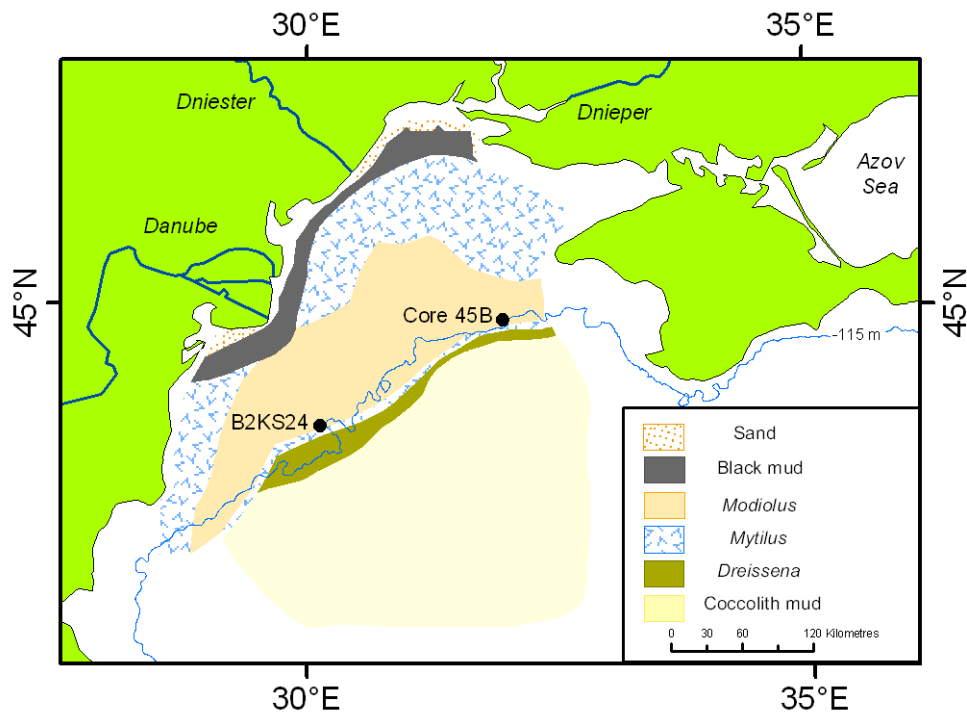 30°E
35°E
Dniester
Dnieper
Azov
Sea
Danube
45°N
45°N
Core 45B
-115 m
B2KS24
Sand
Black mud
Modiolus
Mytilus
Dreissena
Coccolith mud
0 30 60 120 Kilometres
30°E
35°E